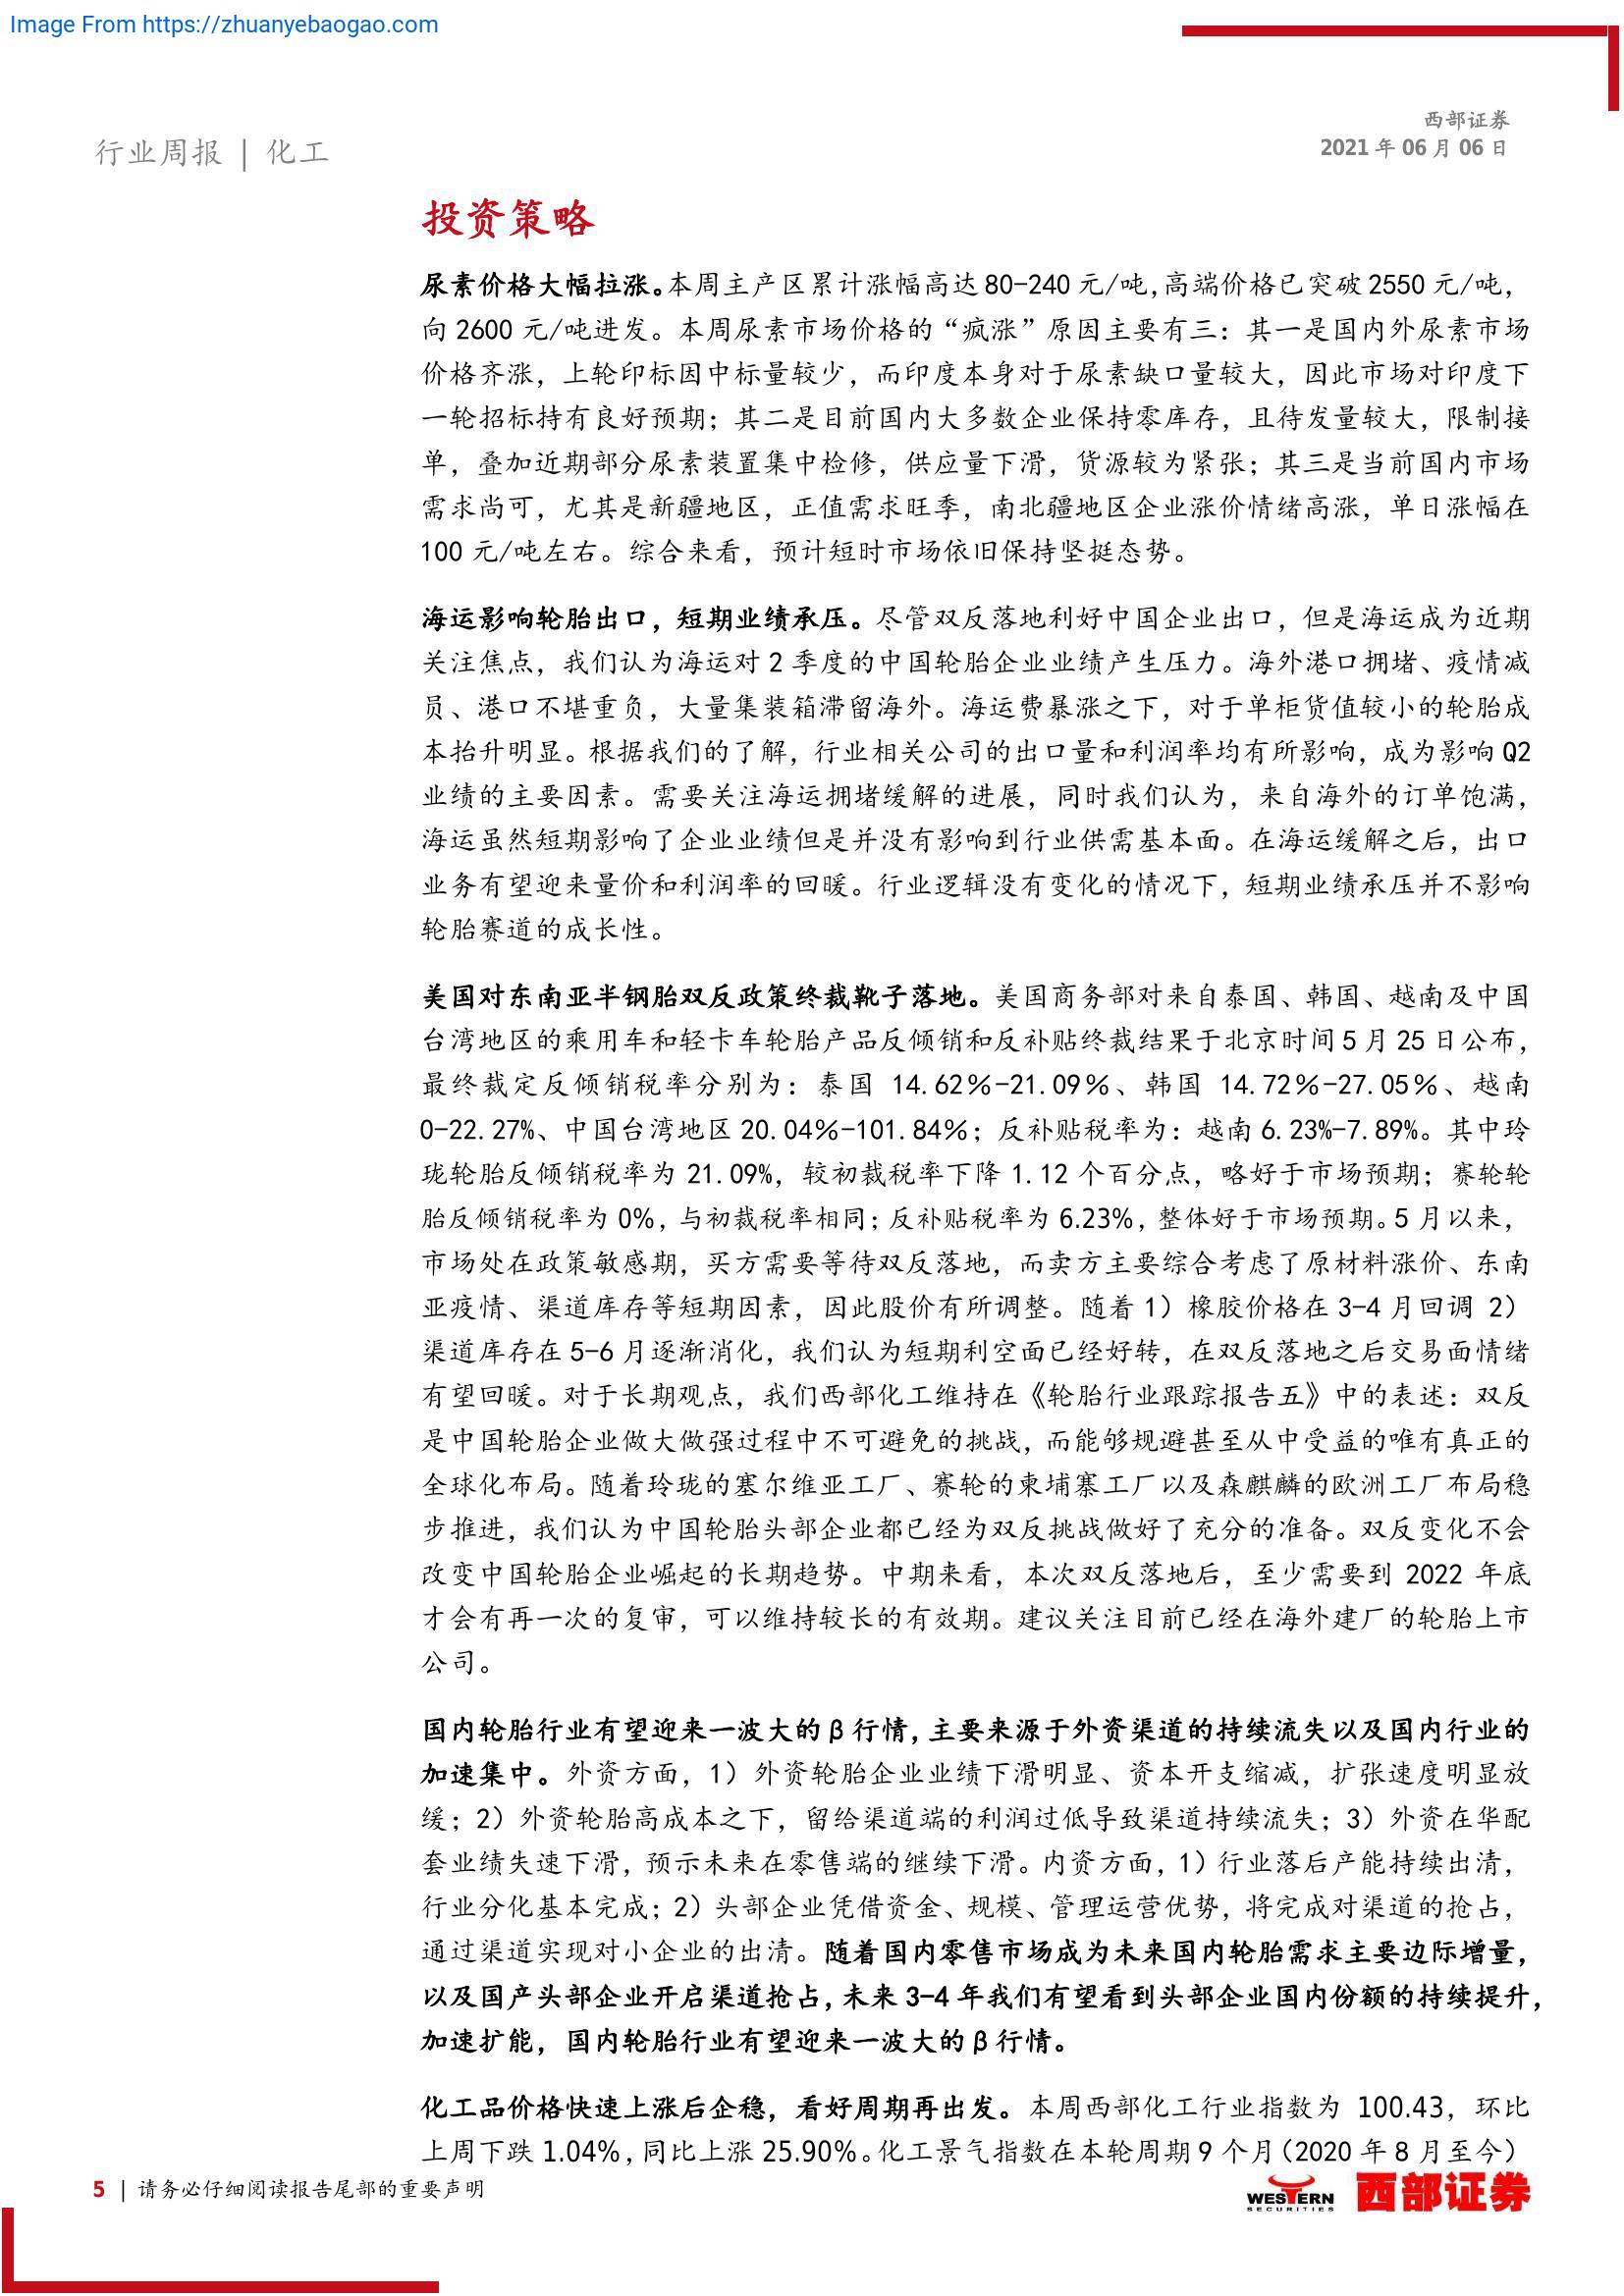 Image From https://zhuanyebaogao.com
西部证券
2021 年 06 月 06 日
行业周报 | 化工
投资策略
尿素价格大幅拉涨。本周主产区累计涨幅高达 80-240 元/吨，高端价格已突破 2550 元/吨，
向 2600 元/吨进发。本周尿素市场价格的“疯涨”原因主要有三：其一是国内外尿素市场
价格齐涨，上轮印标因中标量较少，而印度本身对于尿素缺口量较大，因此市场对印度下
一轮招标持有良好预期；其二是目前国内大多数企业保持零库存，且待发量较大，限制接
单，叠加近期部分尿素装置集中检修，供应量下滑，货源较为紧张；其三是当前国内市场
需求尚可，尤其是新疆地区，正值需求旺季，南北疆地区企业涨价情绪高涨，单日涨幅在
100 元/吨左右。综合来看，预计短时市场依旧保持坚挺态势。
海运影响轮胎出口，短期业绩承压。尽管双反落地利好中国企业出口，但是海运成为近期
关注焦点，我们认为海运对 2 季度的中国轮胎企业业绩产生压力。海外港口拥堵、疫情减
员、港口不堪重负，大量集装箱滞留海外。海运费暴涨之下，对于单柜货值较小的轮胎成
本抬升明显。根据我们的了解，行业相关公司的出口量和利润率均有所影响，成为影响 Q2
业绩的主要因素。需要关注海运拥堵缓解的进展，同时我们认为，来自海外的订单饱满，
海运虽然短期影响了企业业绩但是并没有影响到行业供需基本面。在海运缓解之后，出口
业务有望迎来量价和利润率的回暖。行业逻辑没有变化的情况下，短期业绩承压并不影响
轮胎赛道的成长性。
美国对东南亚半钢胎双反政策终裁靴子落地。美国商务部对来自泰国、韩国、越南及中国
台湾地区的乘用车和轻卡车轮胎产品反倾销和反补贴终裁结果于北京时间 5 月 25 日公布，
最终裁定反倾销税率分别为：泰国 14.62%-21.09%、韩国 14.72%-27.05%、越南
0-22.27%、中国台湾地区 20.04%-101.84%；反补贴税率为：越南 6.23%-7.89%。其中玲
珑轮胎反倾销税率为 21.09%，较初裁税率下降 1.12 个百分点，略好于市场预期；赛轮轮
胎反倾销税率为 0%，与初裁税率相同；反补贴税率为 6.23%，整体好于市场预期。5 月以来，
市场处在政策敏感期，买方需要等待双反落地，而卖方主要综合考虑了原材料涨价、东南
亚疫情、渠道库存等短期因素，因此股价有所调整。随着 1）橡胶价格在 3-4 月回调 2）
渠道库存在 5-6 月逐渐消化，我们认为短期利空面已经好转，在双反落地之后交易面情绪
有望回暖。对于长期观点，我们西部化工维持在《轮胎行业跟踪报告五》中的表述：双反
是中国轮胎企业做大做强过程中不可避免的挑战，而能够规避甚至从中受益的唯有真正的
全球化布局。随着玲珑的塞尔维亚工厂、赛轮的柬埔寨工厂以及森麒麟的欧洲工厂布局稳
步推进，我们认为中国轮胎头部企业都已经为双反挑战做好了充分的准备。双反变化不会
改变中国轮胎企业崛起的长期趋势。中期来看，本次双反落地后，至少需要到 2022 年底
才会有再一次的复审，可以维持较长的有效期。建议关注目前已经在海外建厂的轮胎上市
公司。
国内轮胎行业有望迎来一波大的 β 行情，主要来源于外资渠道的持续流失以及国内行业的
加速集中。外资方面，1）外资轮胎企业业绩下滑明显、资本开支缩减，扩张速度明显放
缓；2）外资轮胎高成本之下，留给渠道端的利润过低导致渠道持续流失；3）外资在华配
套业绩失速下滑，预示未来在零售端的继续下滑。内资方面，1）行业落后产能持续出清，
行业分化基本完成；2）头部企业凭借资金、规模、管理运营优势，将完成对渠道的抢占，
通过渠道实现对小企业的出清。随着国内零售市场成为未来国内轮胎需求主要边际增量，
以及国产头部企业开启渠道抢占，未来 3-4 年我们有望看到头部企业国内份额的持续提升，
加速扩能，国内轮胎行业有望迎来一波大的 β 行情。
化工品价格快速上涨后企稳，看好周期再出发。本周西部化工行业指数为 100.43，环比
上周下跌 1.04%，同比上涨 25.90%。化工景气指数在本轮周期 9 个月（2020 年 8 月至今）
5 | 请务必仔细阅读报告尾部的重要声明
WESTERN
SECURITIES
西部证券